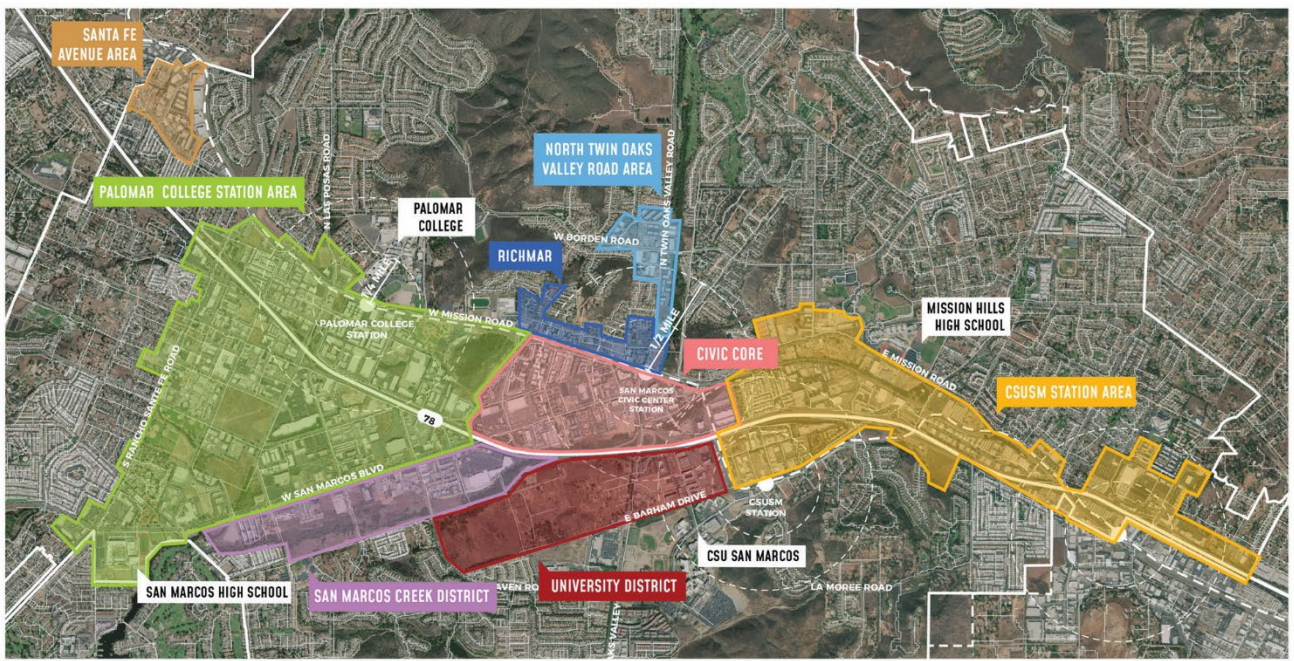 SANTA FE
AVENUE AREA
PALOMAR COLLEGE STATION AREA
N LAS POSAS ROAD
PALOMAR
COLLEGE
NORTH TWIN OAKS
VALLEY ROAD AREA
N TWIN OAKS VALLEY ROAD
W BORDEN ROAD
RICHMAR
1/4 MILE
W MISSION ROAD
PALOMAR COLLEGE
STATION
1/2 MILE
MISSION HILLS
HIGH SCHOOL
CIVIC CORE
E MISSION ROAD
SAN MARCOS
CIVIC CENTER
STATION
CSUSM STATION AREA
S RANCHO SANTE FE ROAD
78
W SAN MARCOS BLVD
CSUSM
STATION
E BARHAM DRIVE
CSU SAN MARCOS
SAN MARCOS HIGH SCHOOL
SAN MARCOS CREEK DISTRICT
UNIVERSITY DISTRICT
LA MOREE ROAD